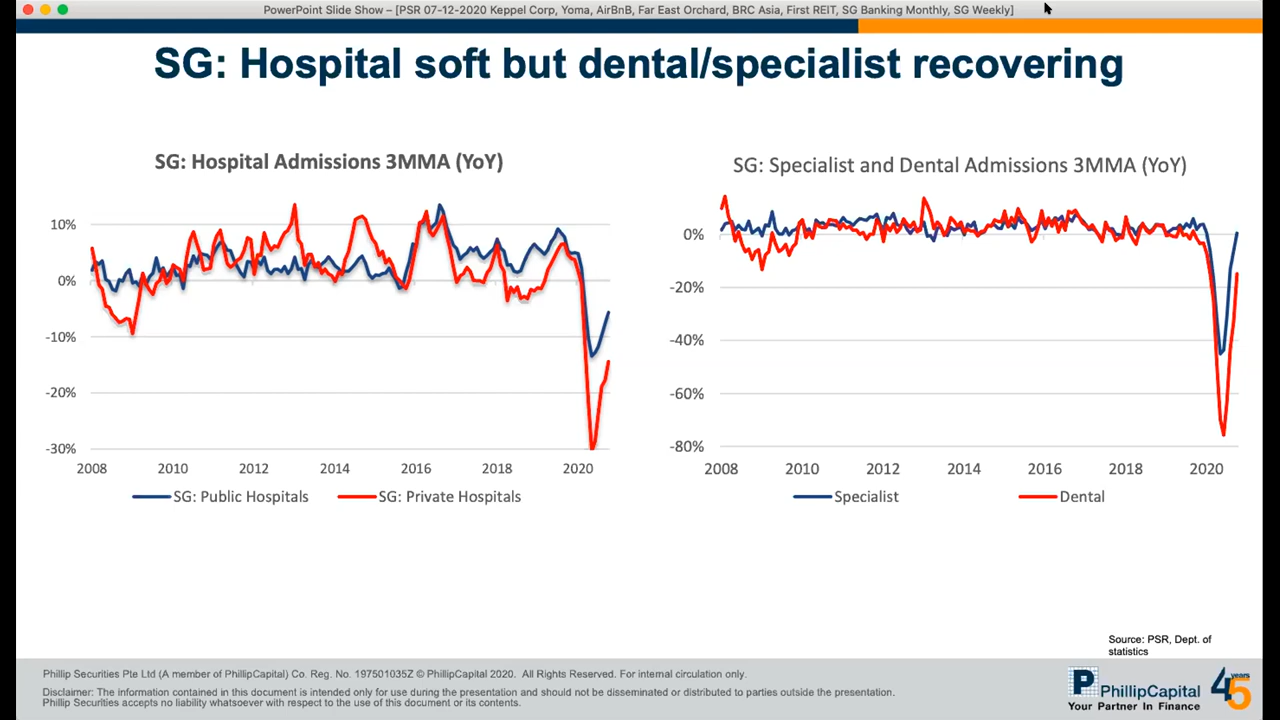 PowerPoint Slide Show – [PSR 07-12-2020 Keppel Corp, Yoma, AirBnB, Far East Orchard, BRC Asia, First REIT, SG Banking Monthly, SG Weekly]
SG: Hospital soft but dental/specialist recovering
SG: Hospital Admissions 3MMA (YoY)
10%
0%
-10%
-20%
-30%
2008 2010 2012 2014 2016 2018 2020
SG: Public Hospitals SG: Private Hospitals
SG: Specialist and Dental Admissions 3MMA (YoY)
0%
-20%
-40%
-60%
-80%
2008 2010 2012 2014 2016 2018 2020
Specialist Dental
Source: PSR, Dept. of
statistics
Phillip Securities Pte Ltd (A member of PhillipCapital) Co. Reg. No. 197501035Z © PhillipCapital 2020. All Rights Reserved. For internal circulation only.
Disclaimer: The information contained in this document is intended only for use during the presentation and should not be disseminated or distributed to parties outside the presentation.
Phillip Securities accepts no liability whatsoever with respect to the use of this document or its contents.
P PhillipCapital
Your Partner In Finance
45 years